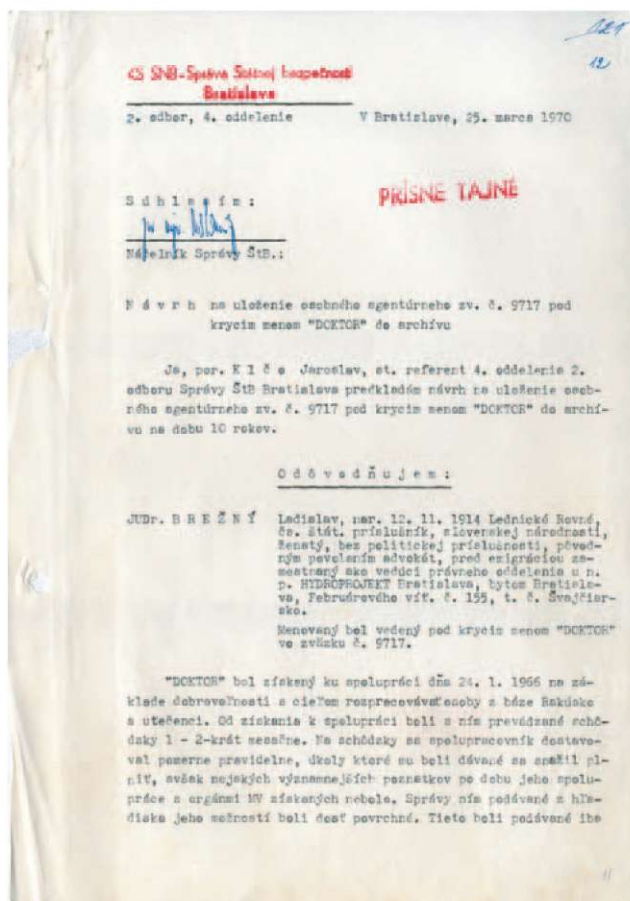 121
12
KS SNB-Správa Štátnej bezpečnosti
Bratislava
2. odbor, 4. oddelenie V Bratislave, 25. marca 1970
PRÍSNE TAJNÉ
S ú h l a s í m :
Náčelník Správy ŠtB.:
N á v r h na uloženie osobného agentúrneho zv. č. 9717 pod
krycím menom "DOKTOR" do archívu
Ja, por. K l č o Jaroslav, st. referent 4. oddelenia 2.
odboru Správy ŠtB Bratislava predkladám návrh na uloženie osob-
ného agentúrneho zv. č. 9717 pod krycím menom "DOKTOR" do archí-
vu na dobu 10 rokov.
O d ô v o d ň u j e m :
JUDr. B R E Ž N Ý Ladislav, nar. 12. 11. 1914 Lednické Rovné,
čs. štát. príslušník, slovenskej národnosti,
ženatý, bez politickej príslušnosti, pôvod-
ným povolaním advokát, pred emigráciou za-
mestnaný ako vedúci právneho oddelenia u n.
p. HYDROPROJEKT Bratislava, bytom Bratisla-
va, Februárového víť. č. 155, t. č. Švajčiar-
sko.
Menovaný bol vedený pod krycím menom "DOKTOR"
vo zväzku č. 9717.
"DOKTOR" bol získaný ku spolupráci dňa 24. 1. 1966 na zá-
klade dobrovoľnosti s cieľom rozpracovávať osoby z báze Rakúsko
a utečenci. Od získania k spolupráci boli s ním prevádzané schô-
dzky 1 - 2-krát mesačne. Na schôdzky sa spolupracovník dostavo-
val pomerne pravidelne, úkoly ktoré mu boli dávané sa snažil pl-
niť, avšak nejakých významnejších poznatkov po dobu jeho spolu-
práce s orgánmi MV získaných nebolo. Správy ním podávané z hľa-
diska jeho možností boli dosť povrchné. Tieto boli podávané iba